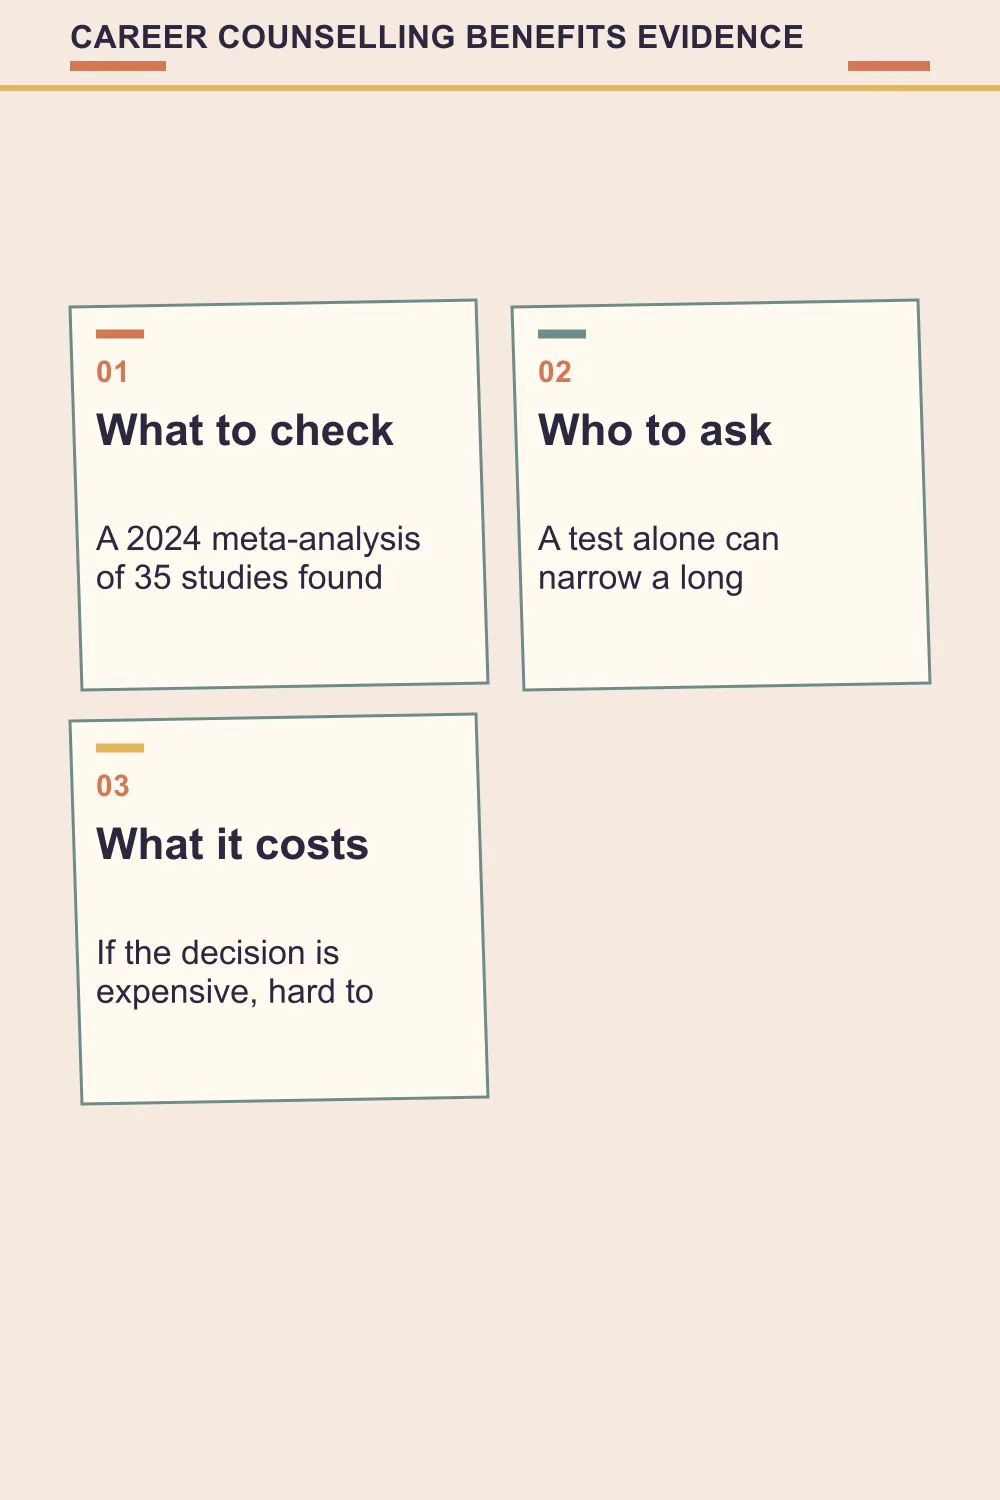 CAREER COUNSELLING BENEFITS EVIDENCE
01
What to check
A 2024 meta-analysis
of 35 studies found
02
Who to ask
A test alone can
narrow a long
03
What it costs
If the decision is
expensive, hard to